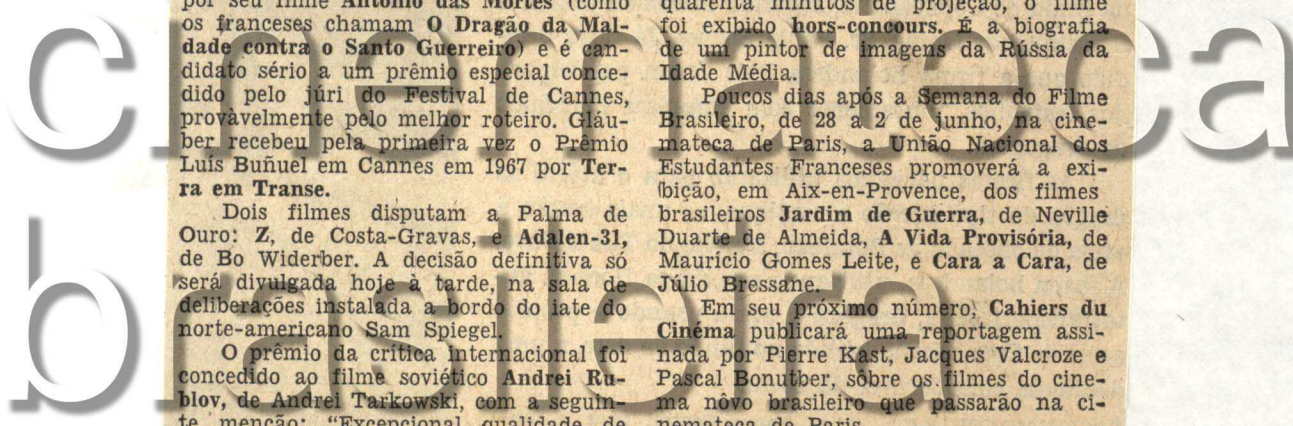 por seu filme Antônio das Mortes (como
os franceses chamam O Dragão da Mal-
dade contra o Santo Guerreiro) e é can-
didato sério a um prêmio especial conce-
dido pelo júri do Festival de Cannes,
provàvelmente pelo melhor roteiro. Gláu-
ber recebeu pela primeira vez o Prêmio
Luís Buñuel em Cannes em 1967 por Ter-
ra em Transe.
Dois filmes disputam a Palma de
Ouro: Z, de Costa-Gravas, e Adalen-31,
de Bo Widerber. A decisão definitiva só
será divulgada hoje à tarde, na sala de
deliberações instalada a bordo do iate do
norte-americano Sam Spiegel.
O prêmio da crítica internacional foi
concedido ao filme soviético Andrei Ru-
blov, de Andrei Tarkowski, com a seguin-
te menção: "Excepcional qualidade de
quarenta minutos de projeção, o filme
foi exibido hors-concours. É a biografia
de um pintor de imagens da Rússia da
Idade Média.
Poucos dias após a Semana do Filme
Brasileiro, de 28 a 2 de junho, na cine-
mateca de Paris, a União Nacional dos
Estudantes Franceses promoverá a exi-
bição, em Aix-en-Provence, dos filmes
brasileiros Jardim de Guerra, de Neville
Duarte de Almeida, A Vida Provisória, de
Maurício Gomes Leite, e Cara a Cara, de
Júlio Bressane.
Em seu próximo número, Cahiers du
Cinéma publicará uma reportagem assi-
nada por Pierre Kast, Jacques Valcroze e
Pascal Bonutber, sôbre os filmes do cine-
ma nôvo brasileiro que passarão na ci-
nemateca de Paris.
cinemateca
brasileira